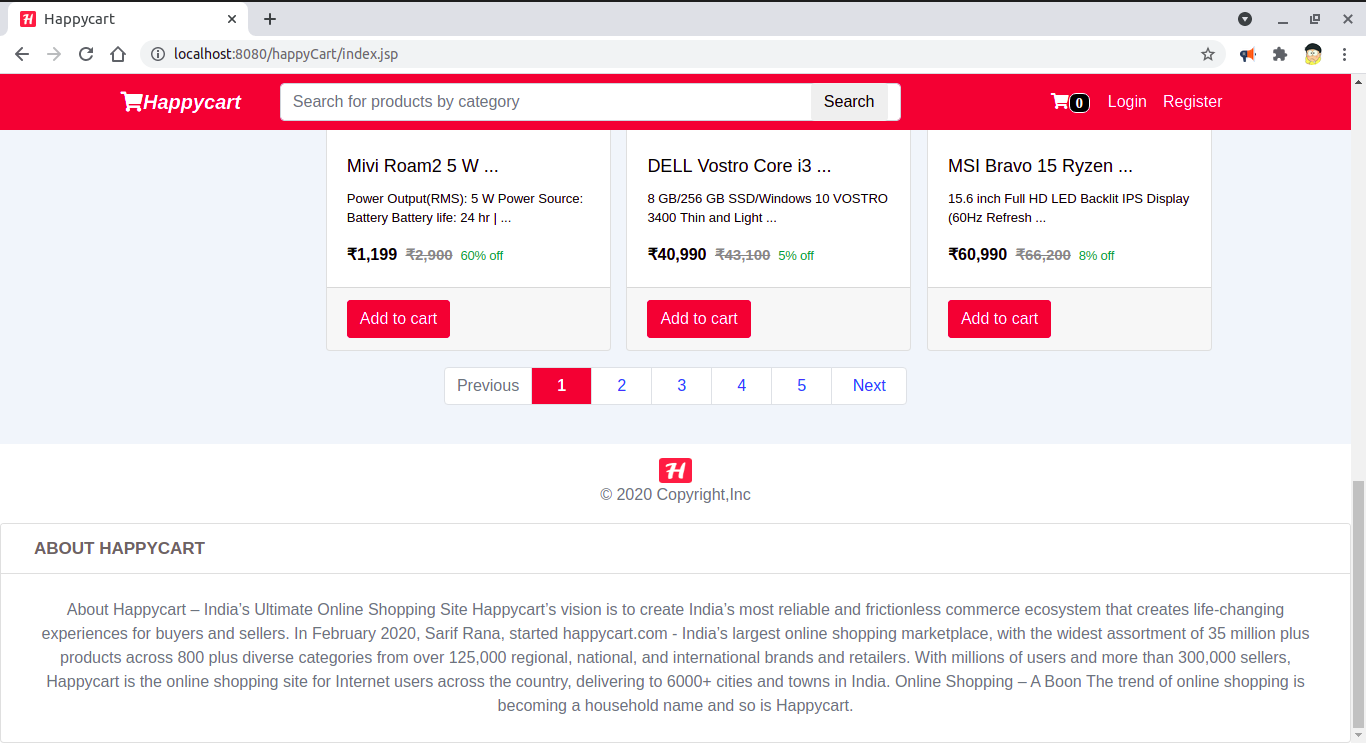 Happycart
localhost:8080/happyCart/index.jsp
Happycart Search for products by category Search 0 Login Register
Mivi Roam2 5 W ...
Power Output(RMS): 5 W Power Source:
Battery Battery life: 24 hr | ...
₹1,199 ₹2,900 60% off
Add to cart
DELL Vostro Core i3 ...
8 GB/256 GB SSD/Windows 10 VOSTRO
3400 Thin and Light ...
₹40,990 ₹43,100 5% off
Add to cart
MSI Bravo 15 Ryzen ...
15.6 inch Full HD LED Backlit IPS Display
(60Hz Refresh ...
₹60,990 ₹66,200 8% off
Add to cart
Previous 1 2 3 4 5 Next
H
© 2020 Copyright,Inc
ABOUT HAPPYCART
About Happycart – India’s Ultimate Online Shopping Site Happycart’s vision is to create India’s most reliable and frictionless commerce ecosystem that creates life-changing
experiences for buyers and sellers. In February 2020, Sarif Rana, started happycart.com - India’s largest online shopping marketplace, with the widest assortment of 35 million plus
products across 800 plus diverse categories from over 125,000 regional, national, and international brands and retailers. With millions of users and more than 300,000 sellers,
Happycart is the online shopping site for Internet users across the country, delivering to 6000+ cities and towns in India. Online Shopping – A Boon The trend of online shopping is
becoming a household name and so is Happycart.